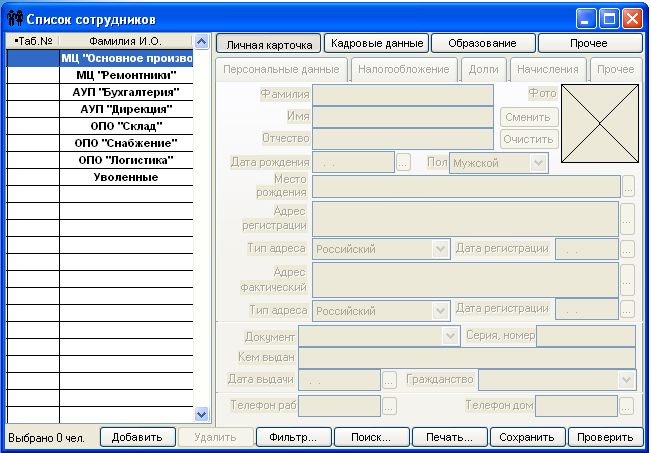 Список сотрудников
•Таб.№ Фамилия И.О.
МЦ "Основное произво
МЦ "Ремонтники"
АУП "Бухгалтерия"
АУП "Дирекция"
ОПО "Склад"
ОПО "Снабжение"
ОПО "Логистика"
Уволенные
Личная карточка Кадровые данные Образование Прочее
Персональные данные Налогообложение Долги Начисления Прочее
Фамилия Фото
Имя Сменить
Отчество Очистить
Дата рождения . . ... Пол Мужской
Место
рождения ...
Адрес
регистрации ...
Тип адреса Российский Дата регистрации . . ...
Адрес
фактический ...
Тип адреса Российский Дата регистрации . . ...
Документ Серия, номер
Кем выдан
Дата выдачи . . ... Гражданство
Телефон раб ... Телефон дом ...
Выбрано 0 чел. Добавить Удалить Фильтр... Поиск... Печать... Сохранить Проверить